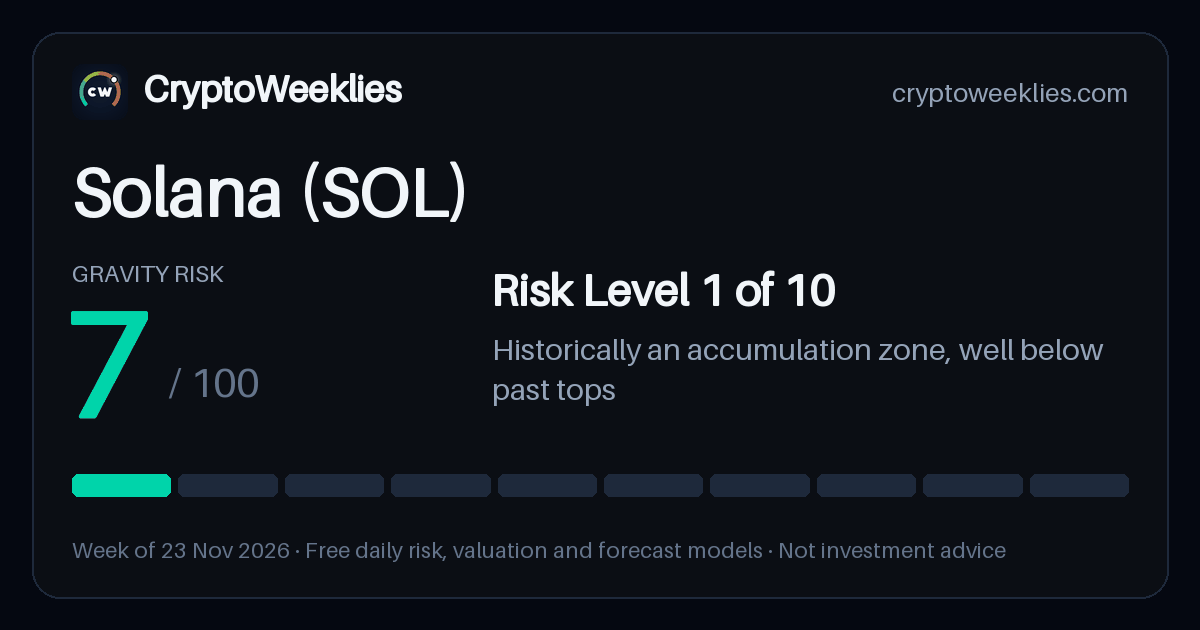 CW
CryptoWeeklies
cryptoweeklies.com
Solana (SOL)
GRAVITY RISK
7 / 100
Risk Level 1 of 10
Historically an accumulation zone, well below
past tops
Week of 23 Nov 2026 · Free daily risk, valuation and forecast models · Not investment advice